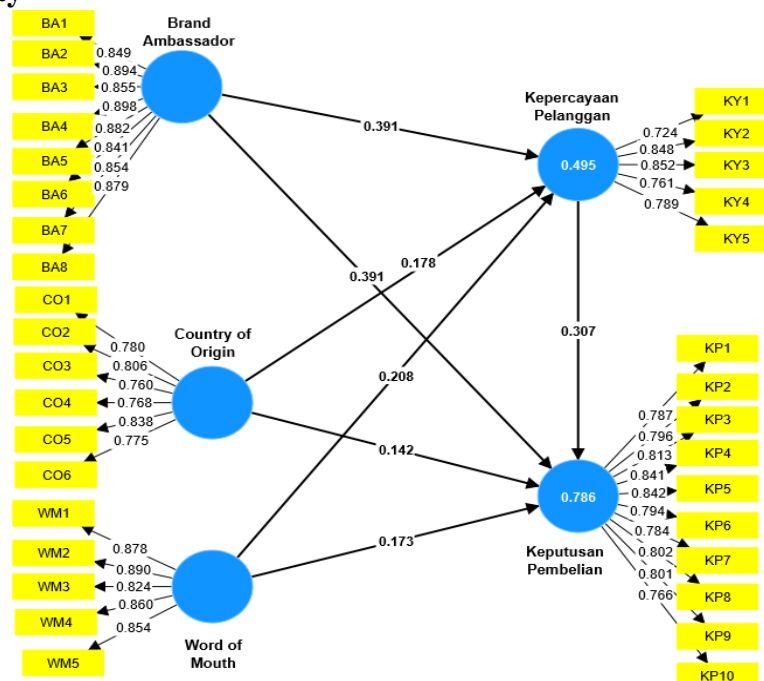 y
BA1
BA2
BA3
BA4
BA5
BA6
BA7
BA8
0.849
0.894
0.855
0.898
0.882
0.841
0.854
0.879
Brand
Ambassador
CO1
CO2
CO3
CO4
CO5
CO6
0.780
0.806
0.760
0.768
0.838
0.775
Country of
Origin
WM1
WM2
WM3
WM4
WM5
0.878
0.890
0.824
0.860
0.854
Word of
Mouth
0.391
0.391
0.178
0.208
0.142
0.173
0.307
Kepercayaan
Pelanggan
0.495
0.724
0.848
0.852
0.761
0.789
KY1
KY2
KY3
KY4
KY5
0.786
Keputusan
Pembelian
0.787
0.796
0.813
0.841
0.842
0.794
0.784
0.802
0.801
0.766
KP1
KP2
KP3
KP4
KP5
KP6
KP7
KP8
KP9
KP10